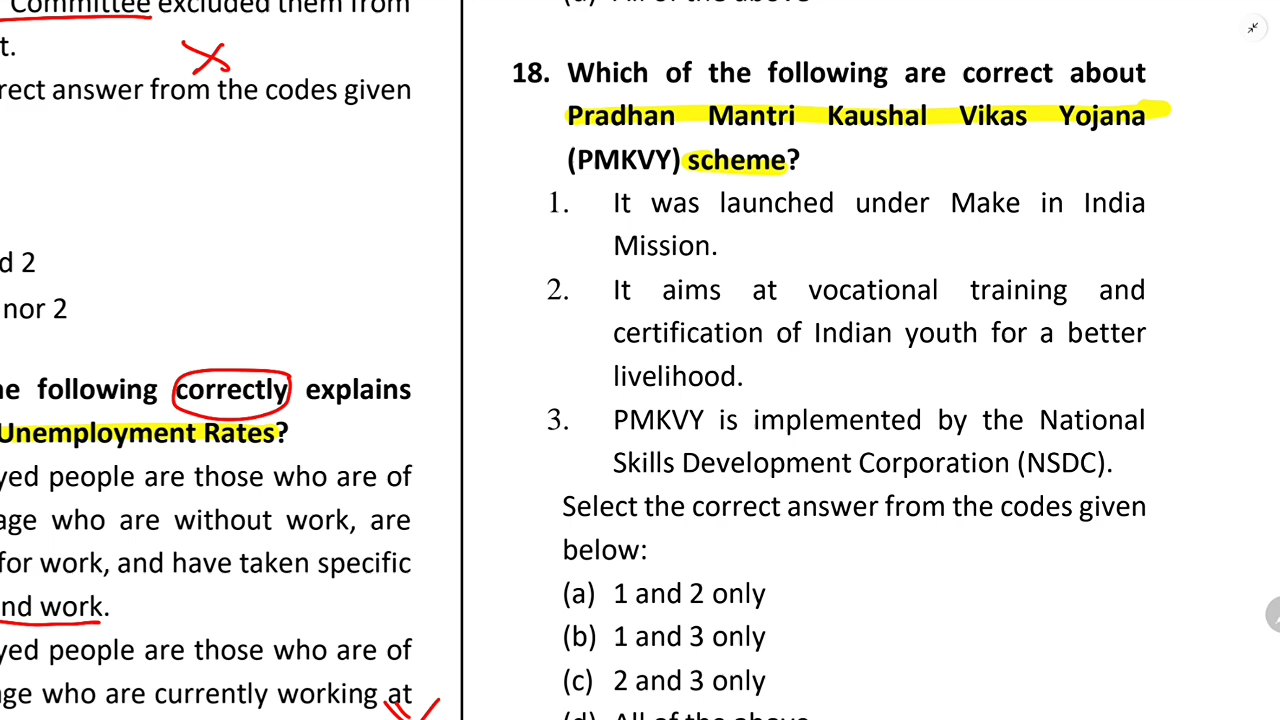 Committee excluded them from
t.
rect answer from the codes given
d 2
nor 2
ne following correctly explains
Unemployment Rates?
yed people are those who are of
age who are without work, are
for work, and have taken specific
nd work.
yed people are those who are of
age who are currently working at
18. Which of the following are correct about
Pradhan Mantri Kaushal Vikas Yojana
(PMKVY) scheme?
1. It was launched under Make in India
Mission.
2. It aims at vocational training and
certification of Indian youth for a better
livelihood.
3. PMKVY is implemented by the National
Skills Development Corporation (NSDC).
Select the correct answer from the codes given
below:
(a) 1 and 2 only
(b) 1 and 3 only
(c) 2 and 3 only
(d) All of the above